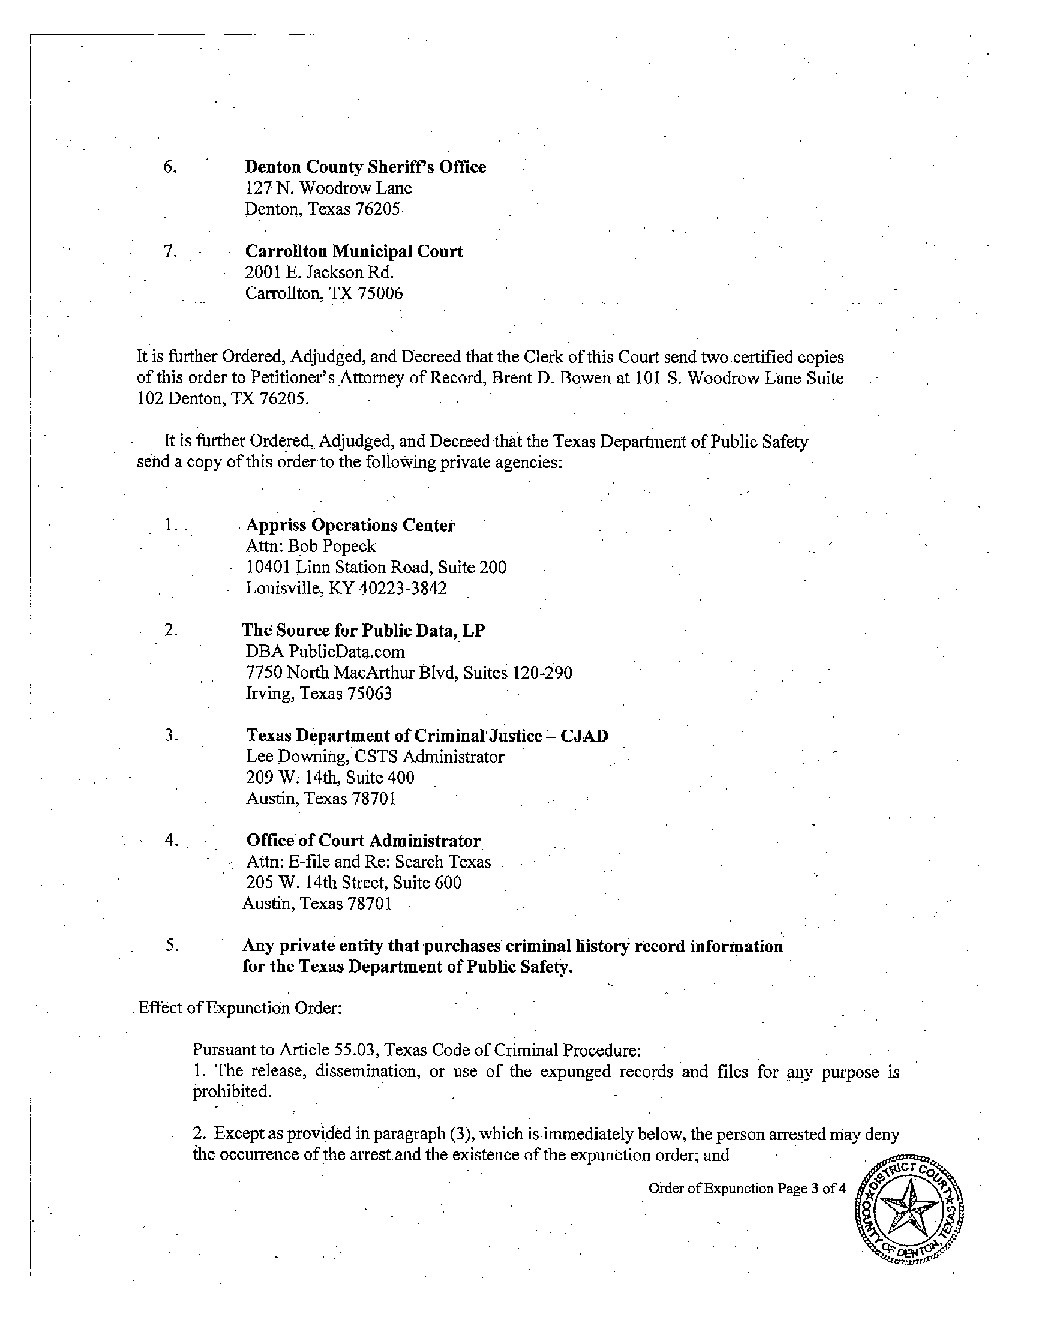 6. Denton County Sheriff's Office
127 N. Woodrow Lane
Denton, Texas 76205
7. Carrollton Municipal Court
2001 E. Jackson Rd.
Carrollton, TX 75006
It is further Ordered, Adjudged, and Decreed that the Clerk of this Court send two certified copies
of this order to Petitioner's Attorney of Record, Brent D. Bowen at 101 S. Woodrow Lane Suite
102 Denton, TX 76205.
It is further Ordered, Adjudged, and Decreed that the Texas Department of Public Safety
send a copy of this order to the following private agencies:
1. Appriss Operations Center
Attn: Bob Popeck
10401 Linn Station Road, Suite 200
Louisville, KY 40223-3842
2. The Source for Public Data, LP
DBA PublicData.com
7750 North MacArthur Blvd, Suites 120-290
Irving, Texas 75063
3. Texas Department of Criminal Justice – CJAD
Lee Downing, CSTS Administrator
209 W. 14th, Suite 400
Austin, Texas 78701
4. Office of Court Administrator
Attn: E-file and Re: Search Texas
205 W. 14th Street, Suite 600
Austin, Texas 78701
5. Any private entity that purchases criminal history record information
for the Texas Department of Public Safety.
Effect of Expunction Order:
Pursuant to Article 55.03, Texas Code of Criminal Procedure:
1. The release, dissemination, or use of the expunged records and files for any purpose is
prohibited.
2. Except as provided in paragraph (3), which is immediately below, the person arrested may deny
the occurrence of the arrest and the existence of the expunction order; and
Order of Expunction Page 3 of 4
DISTRICT COURT
COUNTY OF DENTON, TEXAS